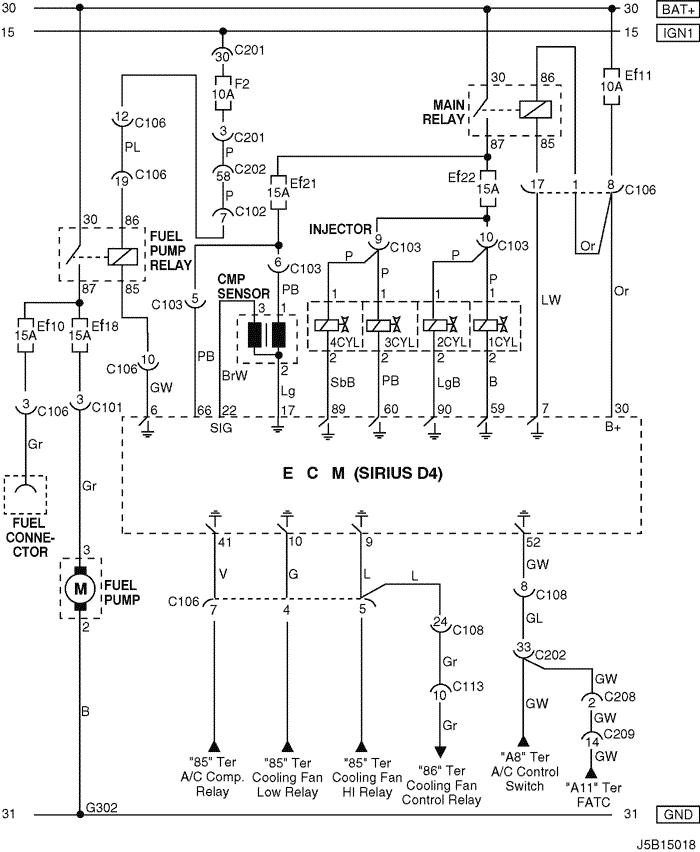 30 30 BAT+
15 15 IGN1
C201
30
F2
10A
30 86
Ef11
10A
MAIN
RELAY
12 C106
3 C201
PL
P
87 85
58 C202
19 C106
P
Ef21
15A
Ef22
15A
17 1 8 C106
7 C102
30 86
FUEL
PUMP
RELAY
INJECTOR
9 C103
10 C103
Or
6 C103
P P P P
87 85
CMP
SENSOR
PB
C103 5
LW
Or
3 1
1 1 1 1
Ef10
15A
Ef18
15A
4CYL 3CYL 2CYL 1CYL
10
C106
PB
2
2 2 2 2
BrW
GW
Lg
SbB PB LgB B
3 C106
3 C101
6 66 22 17 89 60 90 59 7 30
SIG
B+
Gr
E C M (SIRIUS D4)
Gr
FUEL
CONNE-
CTOR
41 10 9 52
3
GW
V G L L
8 C108
M
FUEL
PUMP
C106
7 4 5
GL
2
24 C108
33 C202
Gr
GW
B
10 C113
GW
2 C208
Gr
GW
C209
14
GW
"85" Ter
A/C Comp.
Relay
"85" Ter
Cooling Fan
Low Relay
"85" Ter
Cooling Fan
HI Relay
"86" Ter
Cooling Fan
Control Relay
"A8" Ter
A/C Control
Switch
"A11" Ter
FATC
G302
31 31 GND
J5B15018